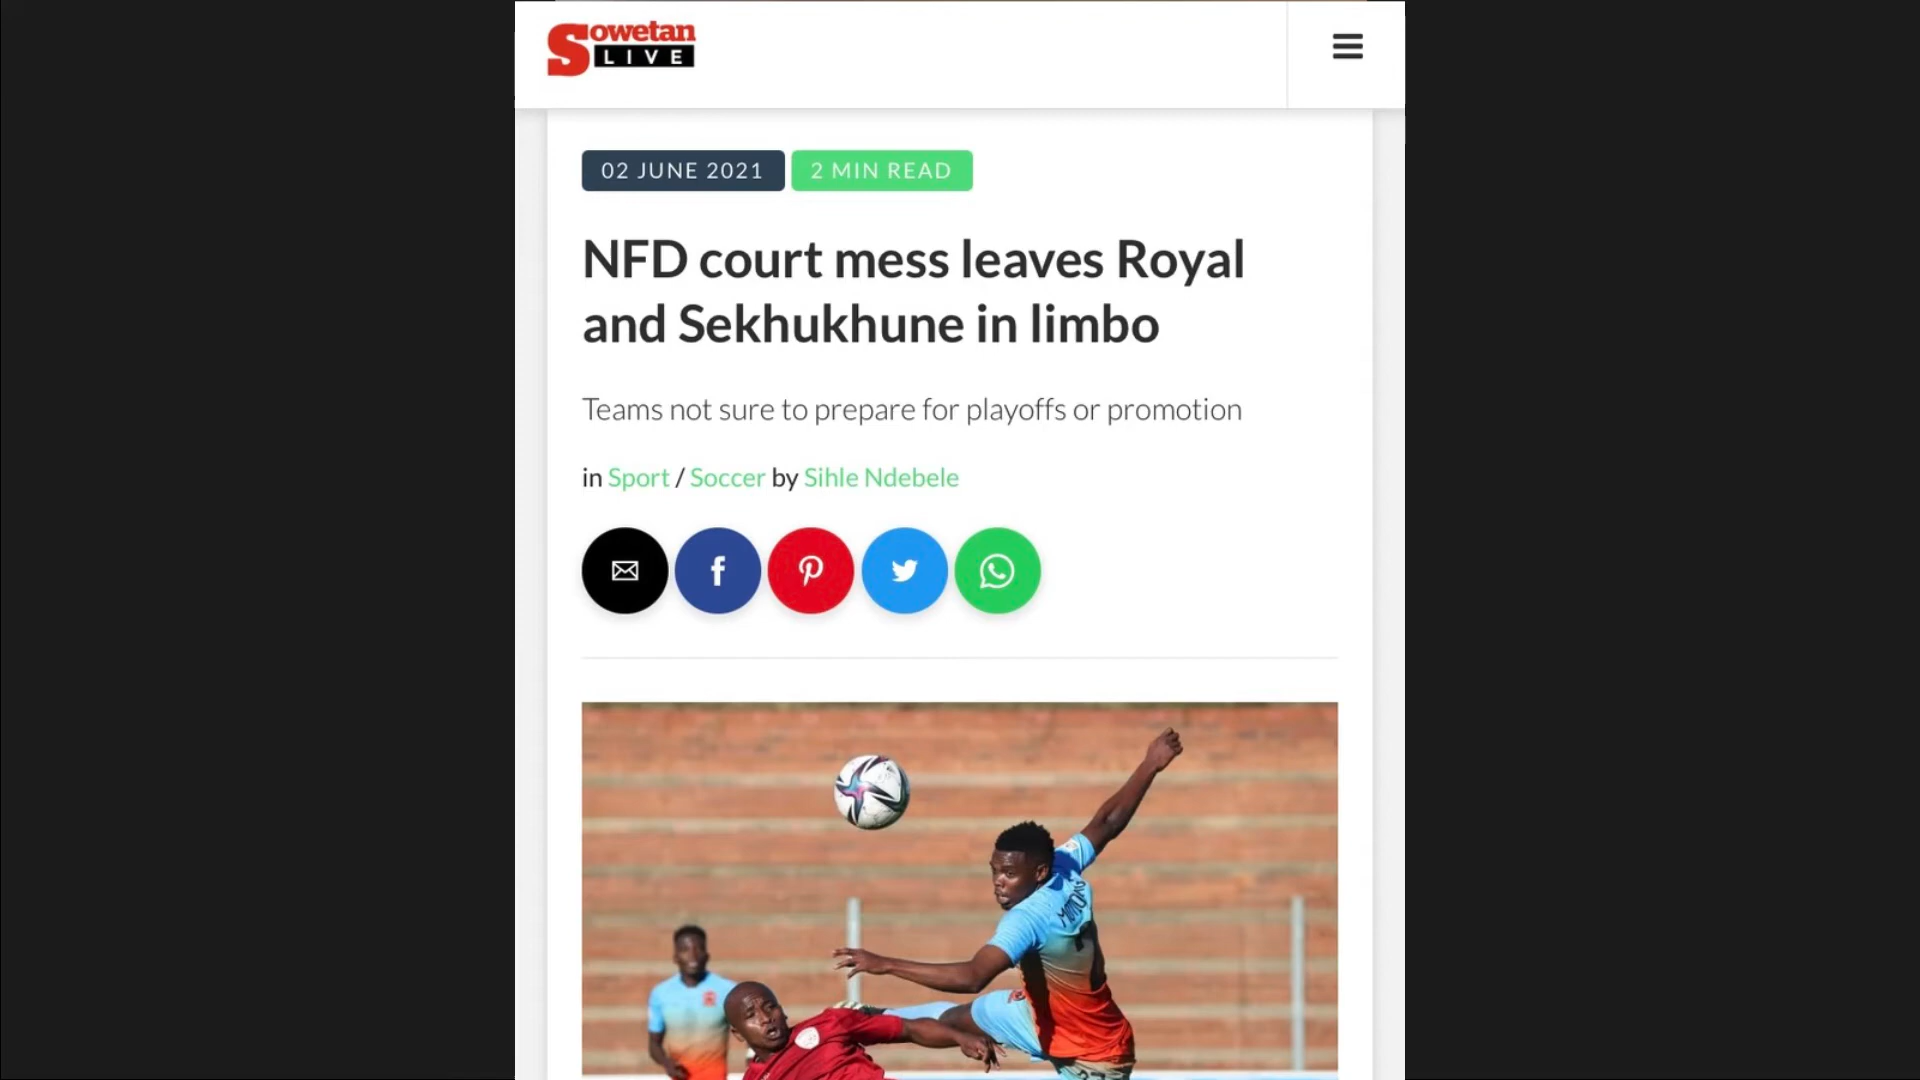 Sowetan
LIVE
02 JUNE 2021 2 MIN READ
NFD court mess leaves Royal
and Sekhukhune in limbo
Teams not sure to prepare for playoffs or promotion
in Sport / Soccer by Sihle Ndebele